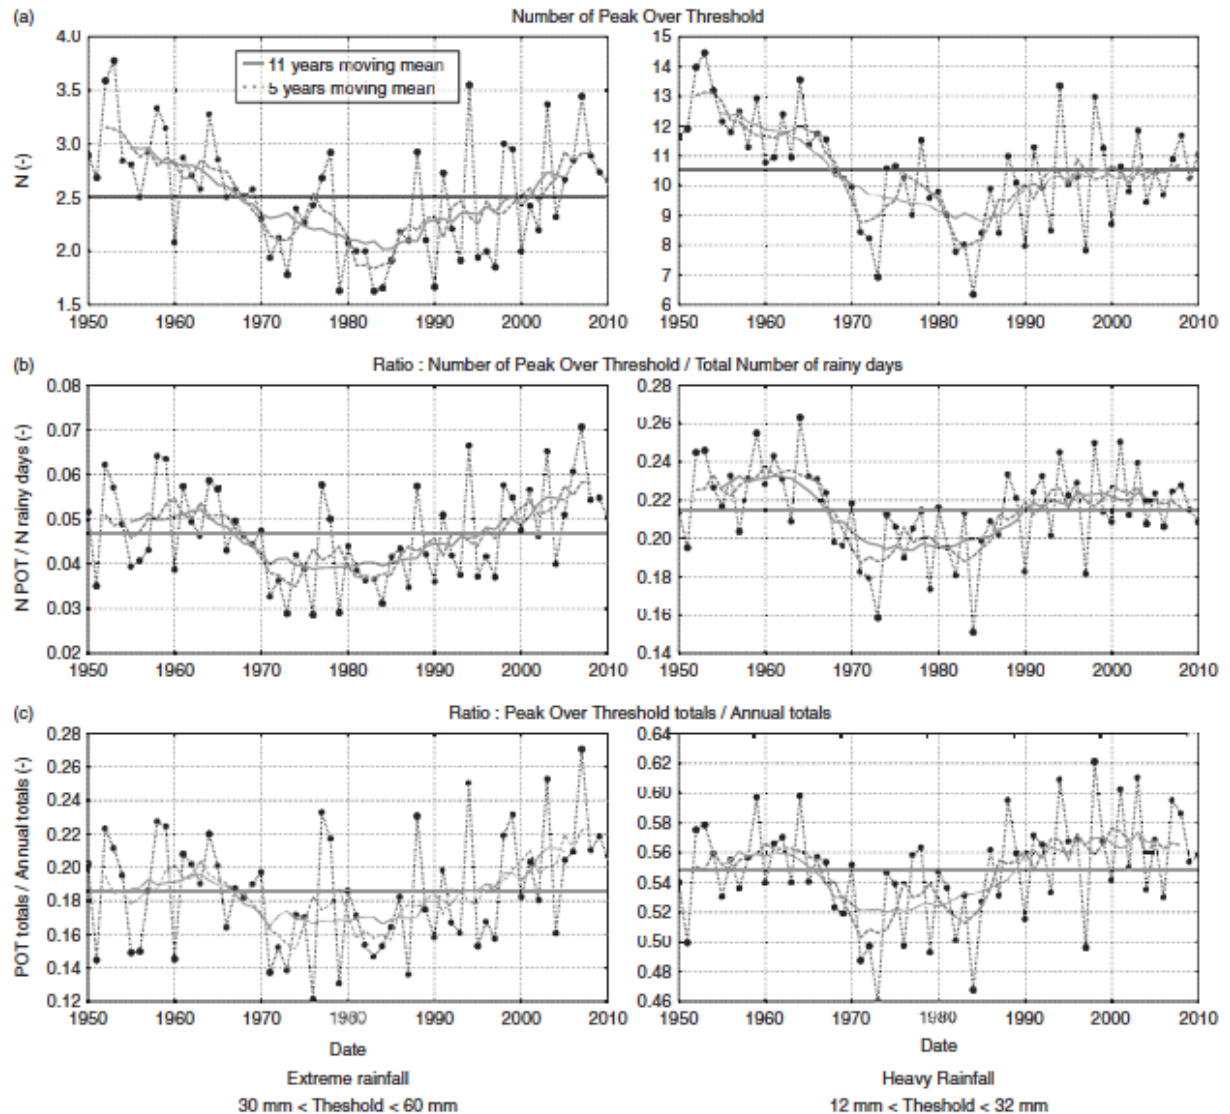 (a)
Number of Peak Over Threshold
N (-)
4.0
3.5
3.0
2.5
2.0
1.5
11 years moving mean
5 years moving mean
1950 1960 1970 1980 1990 2000 2010
15
14
13
12
11
10
9
8
7
6
1950 1960 1970 1980 1990 2000 2010
(b)
Ratio : Number of Peak Over Threshold / Total Number of rainy days
N POT / N rainy days (-)
0.08
0.07
0.06
0.05
0.04
0.03
0.02
1950 1960 1970 1980 1990 2000 2010
0.28
0.26
0.24
0.22
0.20
0.18
0.16
0.14
1950 1960 1970 1980 1990 2000 2010
(c)
Ratio : Peak Over Threshold totals / Annual totals
POT totals / Annual totals (-)
0.28
0.26
0.24
0.22
0.20
0.18
0.16
0.14
0.12
1950 1960 1970 1980 1990 2000 2010
Date
Extreme rainfall
30 mm < Theshold < 60 mm
0.64
0.62
0.60
0.58
0.56
0.54
0.52
0.50
0.48
0.46
1950 1960 1970 1980 1990 2000 2010
Date
Heavy Rainfall
12 mm < Theshold < 32 mm